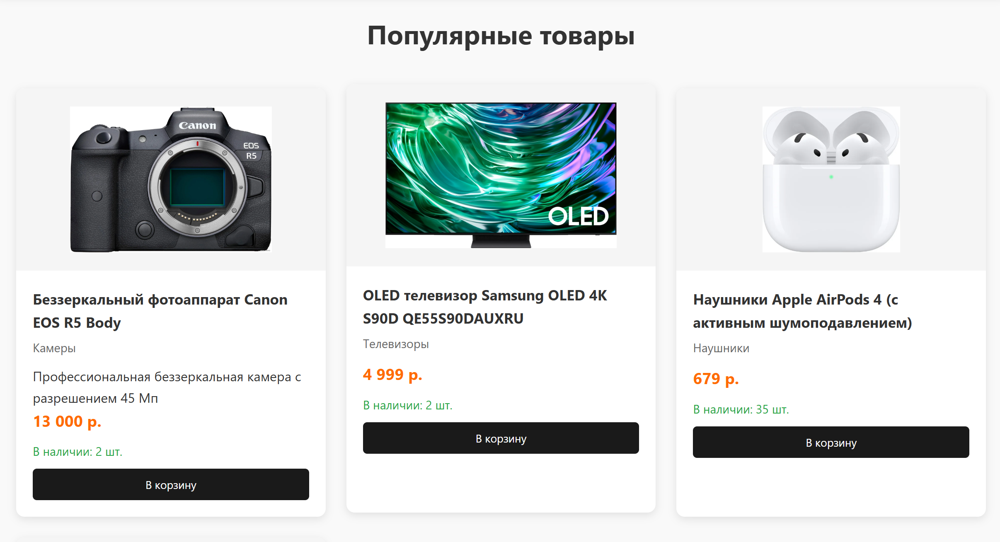 Популярные товары
Canon
EOS
R5
Беззеркальный фотоаппарат Canon
EOS R5 Body
Камеры
Профессиональная беззеркальная камера с
разрешением 45 Мп
13 000 р.
В наличии: 2 шт.
В корзину
OLED
OLED телевизор Samsung OLED 4K
S90D QE55S90DAUXRU
Телевизоры
4 999 р.
В наличии: 2 шт.
В корзину
Наушники Apple AirPods 4 (с
активным шумоподавлением)
Наушники
679 р.
В наличии: 35 шт.
В корзину